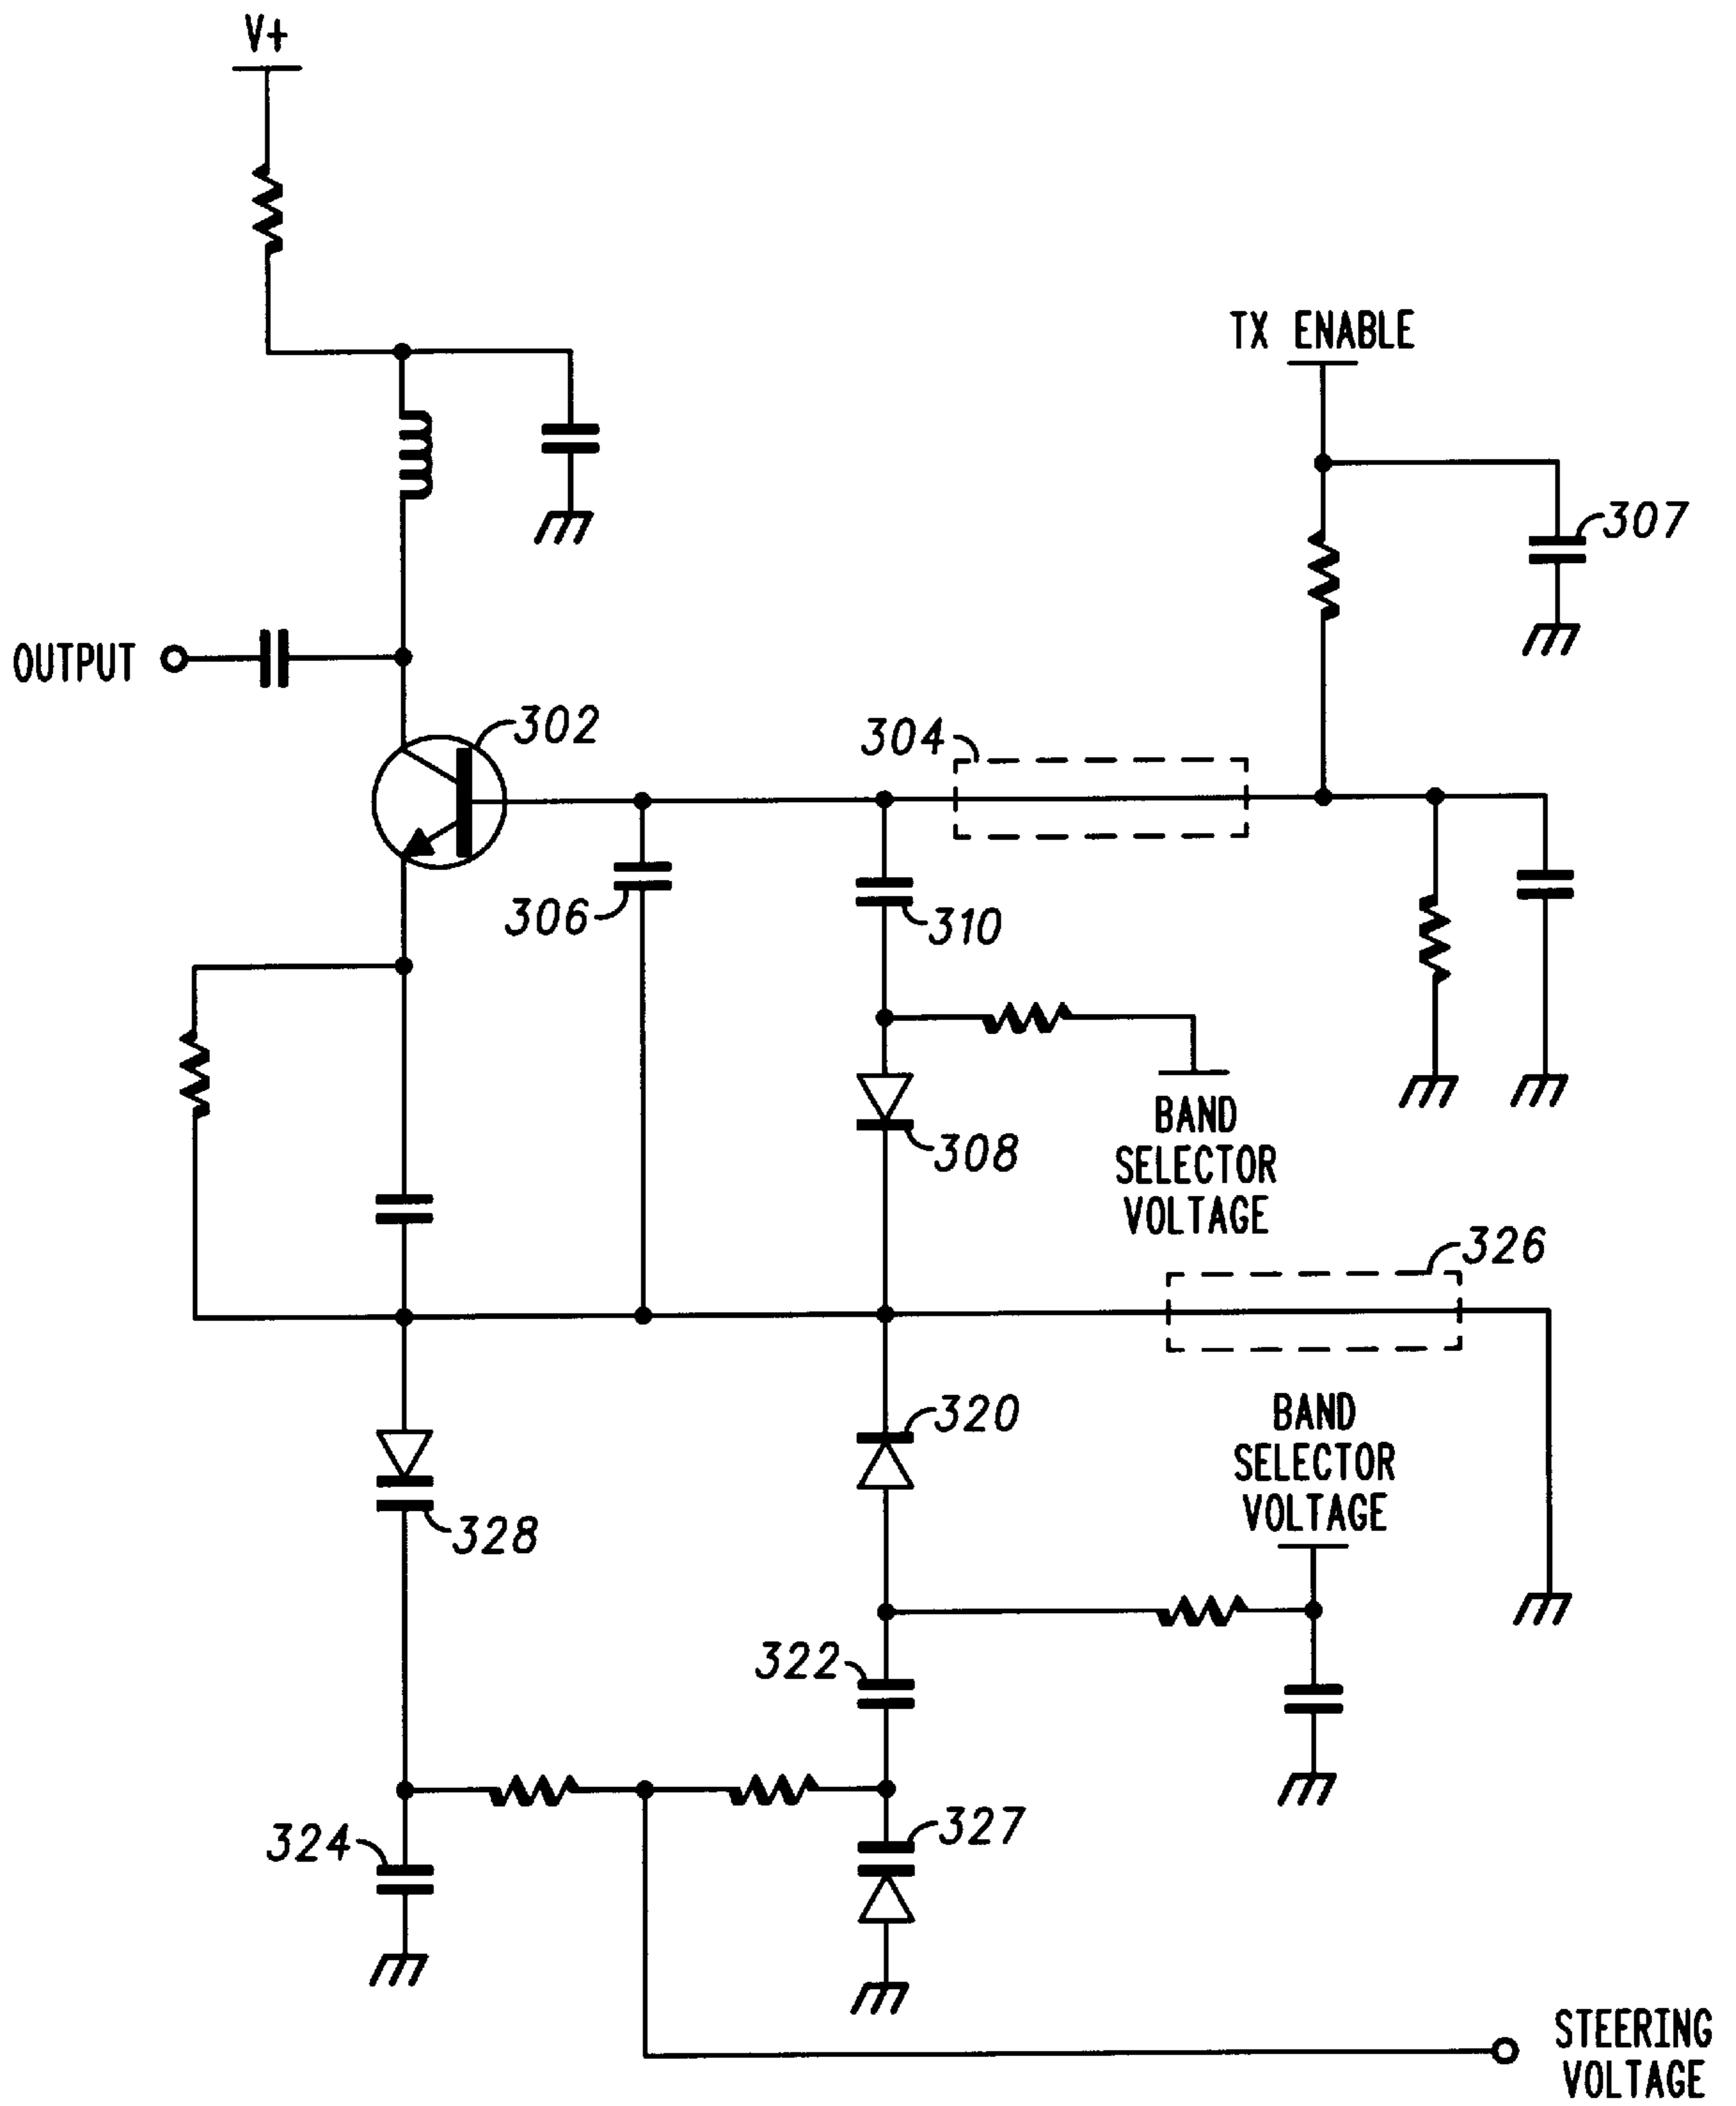 V+
TX ENABLE
307
OUTPUT
302
304
306
310
308
BAND
SELECTOR
VOLTAGE
326
320
BAND
SELECTOR
VOLTAGE
328
322
324
327
STEERING
VOLTAGE